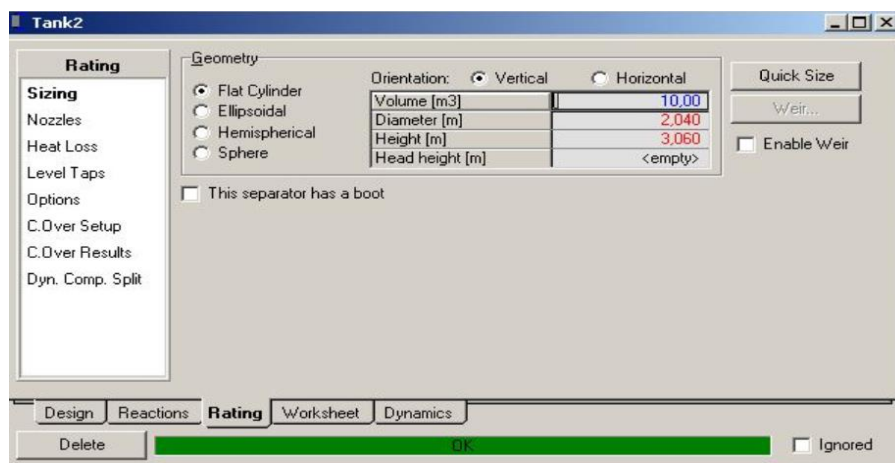 Tank2
Rating
Sizing
Nozzles
Heat Loss
Level Taps
Options
C.Over Setup
C.Over Results
Dyn. Comp. Split
Geometry
Flat Cylinder
Ellipsoidal
Hemispherical
Sphere
Orientation: Vertical Horizontal
Volume [m3] 10,00
Diameter [m] 2,040
Height [m] 3,060
Head height [m] <empty>
Quick Size
Weir...
Enable Weir
This separator has a boot
Design Reactions Rating Worksheet Dynamics
Delete OK Ignored